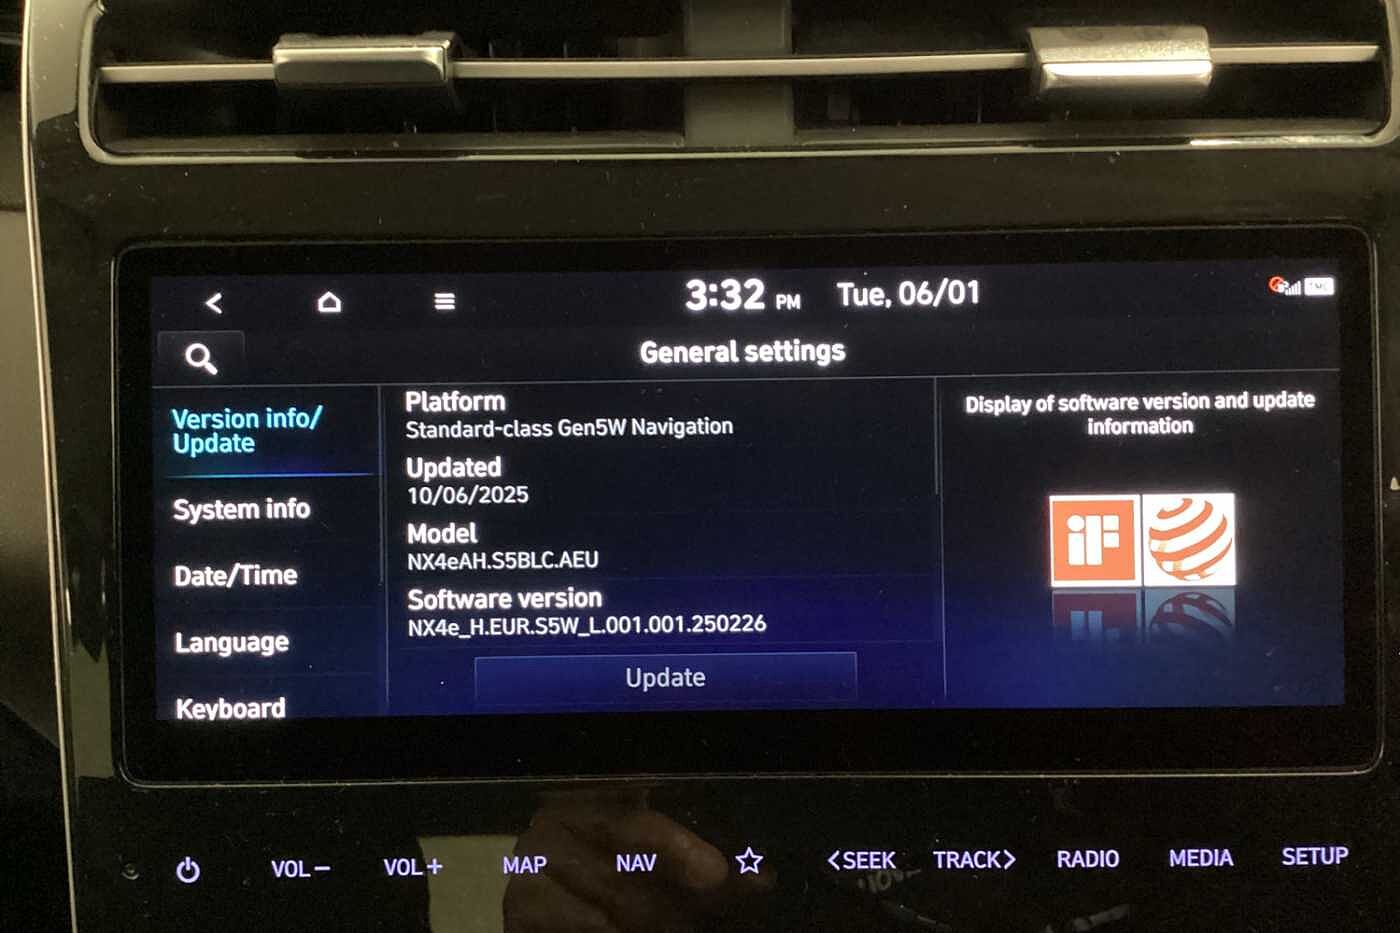 3:32 PM Tue, 06/01
TMC
General settings
Version info/
Update
System info
Date/Time
Language
Keyboard
Platform
Standard-class Gen5W Navigation
Updated
10/06/2025
Model
NX4eAH.S5BLC.AEU
Software version
NX4e_H.EUR.S5W_L.001.001.250226
Update
Display of software version and update
information
iF
VOL− VOL+ MAP NAV <SEEK TRACK> RADIO MEDIA SETUP